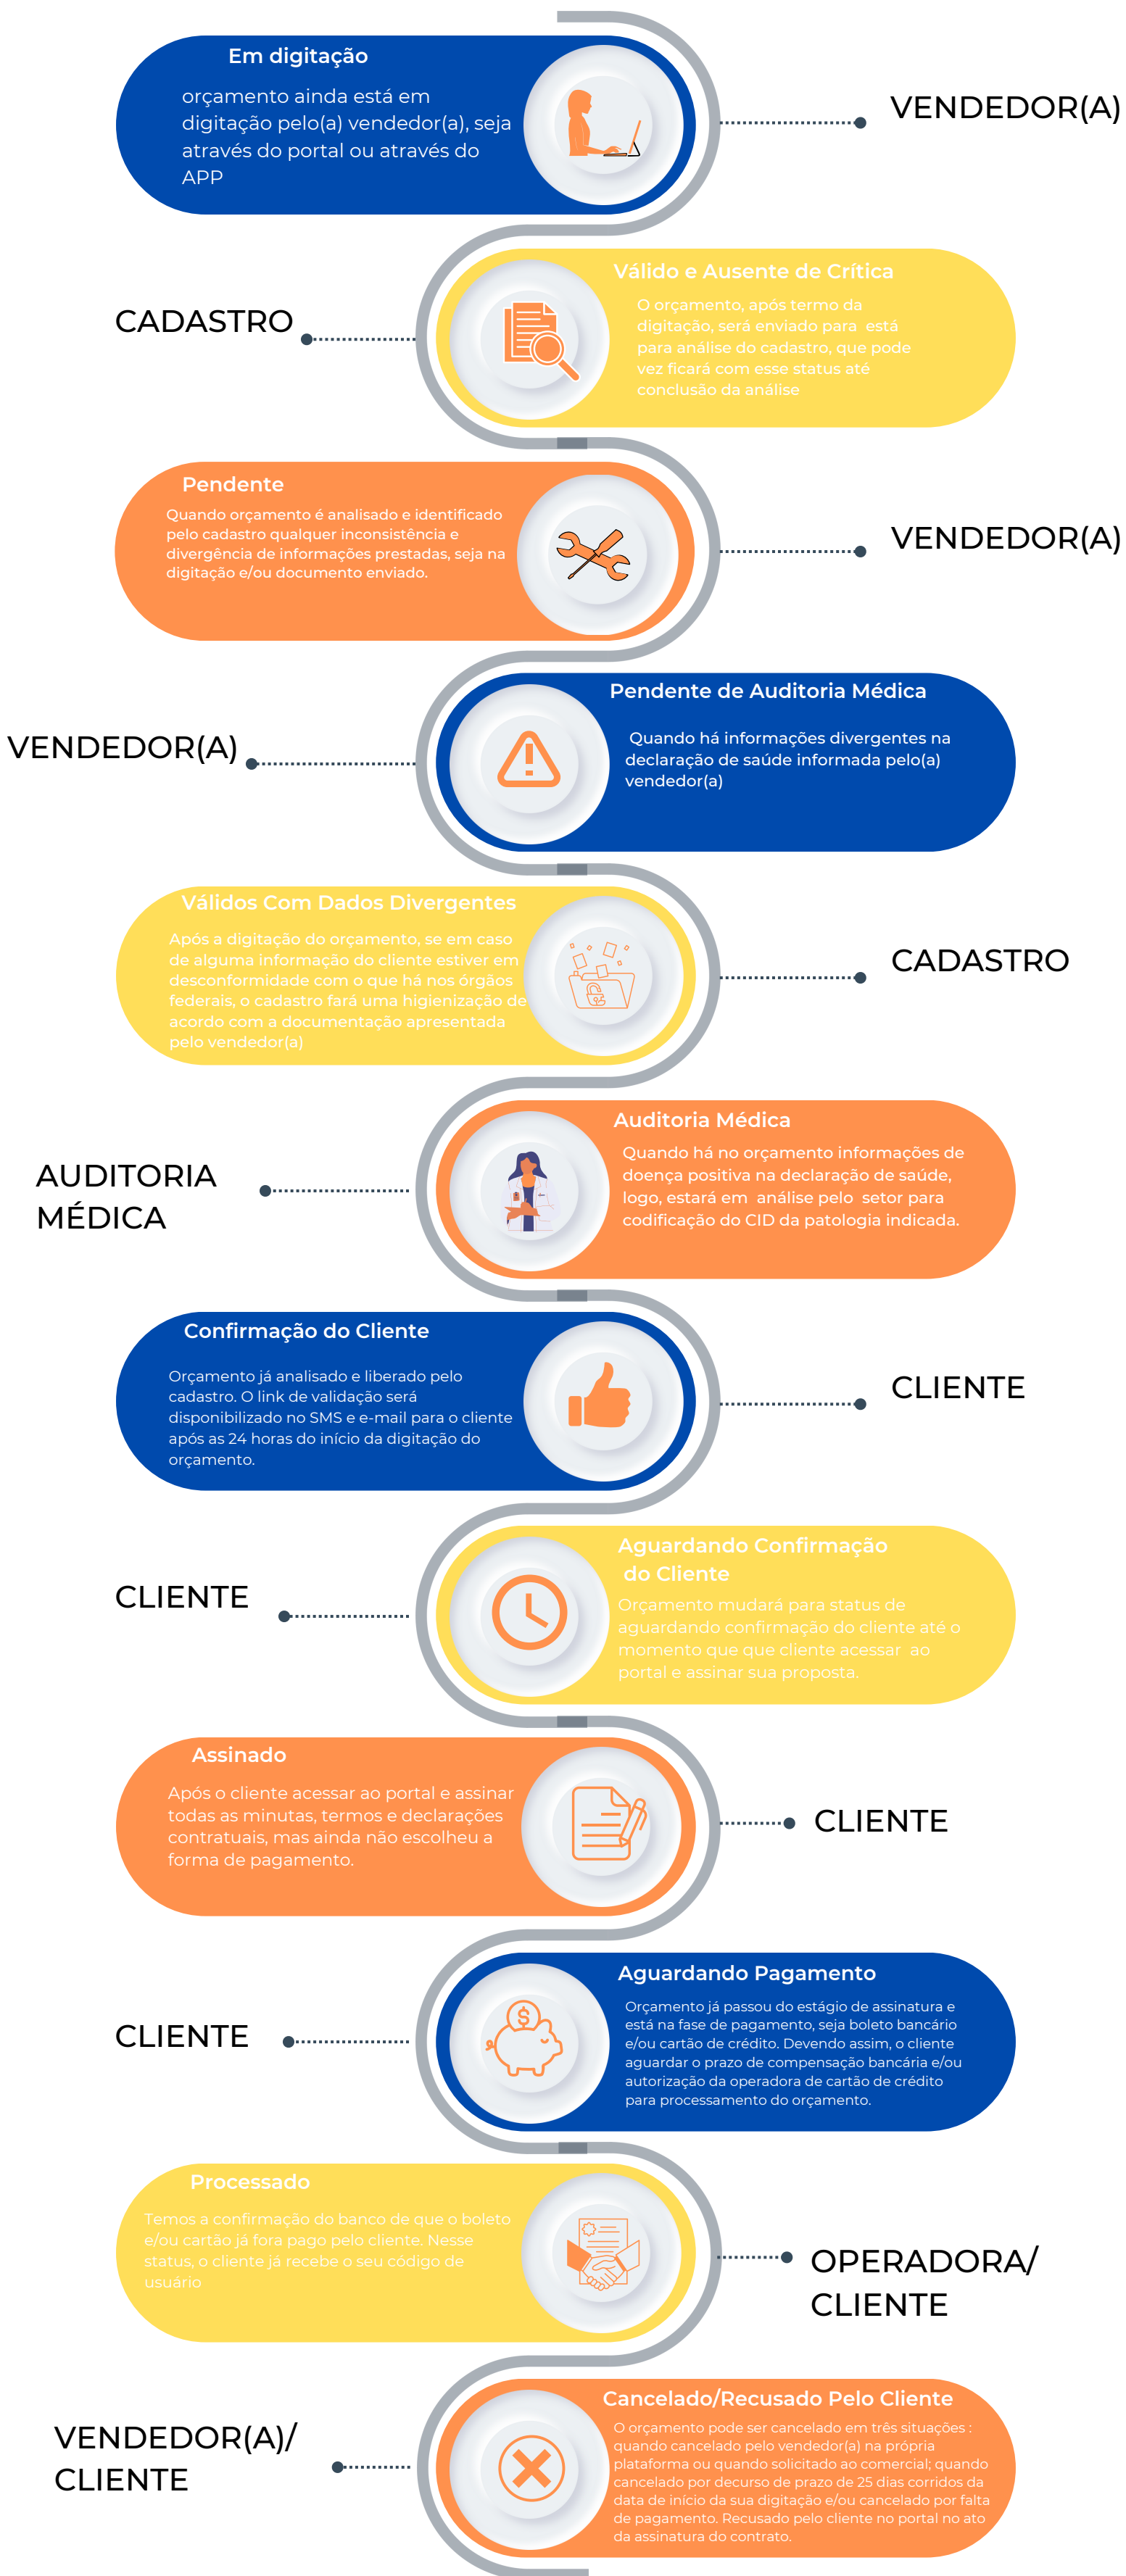 Em digitação
orçamento ainda está em
digitação pelo(a) vendedor(a), seja
através do portal ou através do
APP
VENDEDOR(A)
Válido e Ausente de Crítica
O orçamento, após termo da
digitação, será enviado para está
para análise do cadastro, que pode
vez ficará com esse status até
conclusão da análise
CADASTRO
Pendente
Quando orçamento é analisado e identificado
pelo cadastro qualquer inconsistência e
divergência de informações prestadas, seja na
digitação e/ou documento enviado.
VENDEDOR(A)
Pendente de Auditoria Médica
Quando há informações divergentes na
declaração de saúde informada pelo(a)
vendedor(a)
VENDEDOR(A)
Válidos Com Dados Divergentes
Após a digitação do orçamento, se em caso
de alguma informação do cliente estiver em
desconformidade com o que há nos órgãos
federais, o cadastro fará uma higienização de
acordo com a documentação apresentada
pelo vendedor(a)
CADASTRO
Auditoria Médica
Quando há no orçamento informações de
doença positiva na declaração de saúde,
logo, estará em análise pelo setor para
codificação do CID da patologia indicada.
AUDITORIA
MÉDICA
Confirmação do Cliente
Orçamento já analisado e liberado pelo
cadastro. O link de validação será
disponibilizado no SMS e e-mail para o cliente
após as 24 horas do início da digitação do
orçamento.
CLIENTE
Aguardando Confirmação
do Cliente
Orçamento mudará para status de
aguardando confirmação do cliente até o
momento que que cliente acessar ao
portal e assinar sua proposta.
CLIENTE
Assinado
Após o cliente acessar ao portal e assinar
todas as minutas, termos e declarações
contratuais, mas ainda não escolheu a
forma de pagamento.
CLIENTE
Aguardando Pagamento
Orçamento já passou do estágio de assinatura e
está na fase de pagamento, seja boleto bancário
e/ou cartão de crédito. Devendo assim, o cliente
aguardar o prazo de compensação bancária e/ou
autorização da operadora de cartão de crédito
para processamento do orçamento.
CLIENTE
Processado
Temos a confirmação do banco de que o boleto
e/ou cartão já fora pago pelo cliente. Nesse
status, o cliente já recebe o seu código de
usuário
OPERADORA/
CLIENTE
Cancelado/Recusado Pelo Cliente
O orçamento pode ser cancelado em três situações :
quando cancelado pelo vendedor(a) na própria
plataforma ou quando solicitado ao comercial; quando
cancelado por decurso de prazo de 25 dias corridos da
data de início da sua digitação e/ou cancelado por falta
de pagamento. Recusado pelo cliente no portal no ato
da assinatura do contrato.
VENDEDOR(A)/
CLIENTE